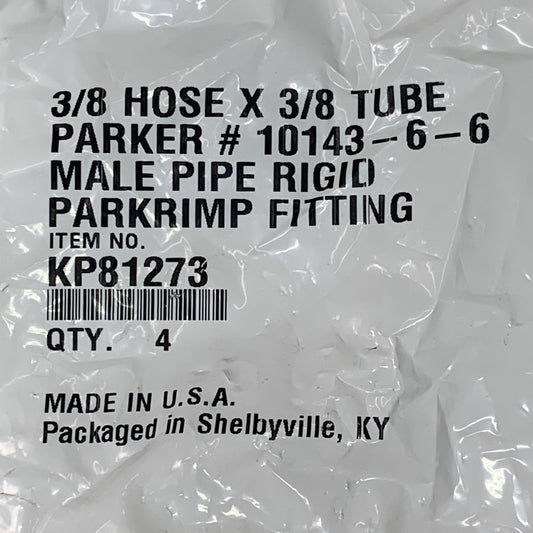 3/8 HOSE X 3/8 TUBE
PARKER # 10143-6-6
MALE PIPE RIGID
PARKRIMP FITTING
ITEM NO.
KP81273
QTY. 4
MADE IN U.S.A.
Packaged in Shelbyville, KY